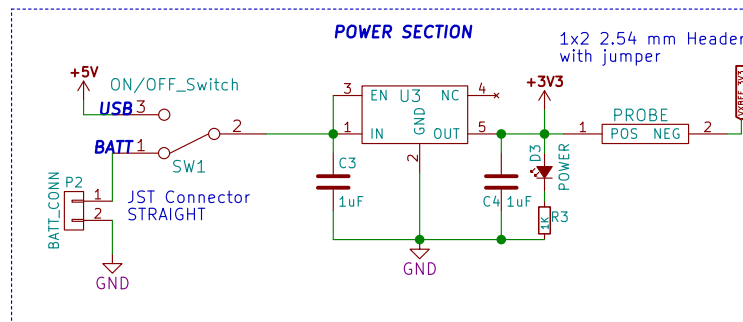 POWER SECTION
1x2 2.54 mm Header
with jumper
+5V
ON/OFF_Switch
USB 3
BATT 1
2
SW1
P2
BATT_CONN
1
2
JST Connector
STRAIGHT
GND
3 EN U3 NC 4
1 IN GND OUT 5
2
C3
1uF
C4 1uF
GND
+3V3
D3
POWER
R3
1K
PROBE
1 POS NEG 2
VXBEE_3V3